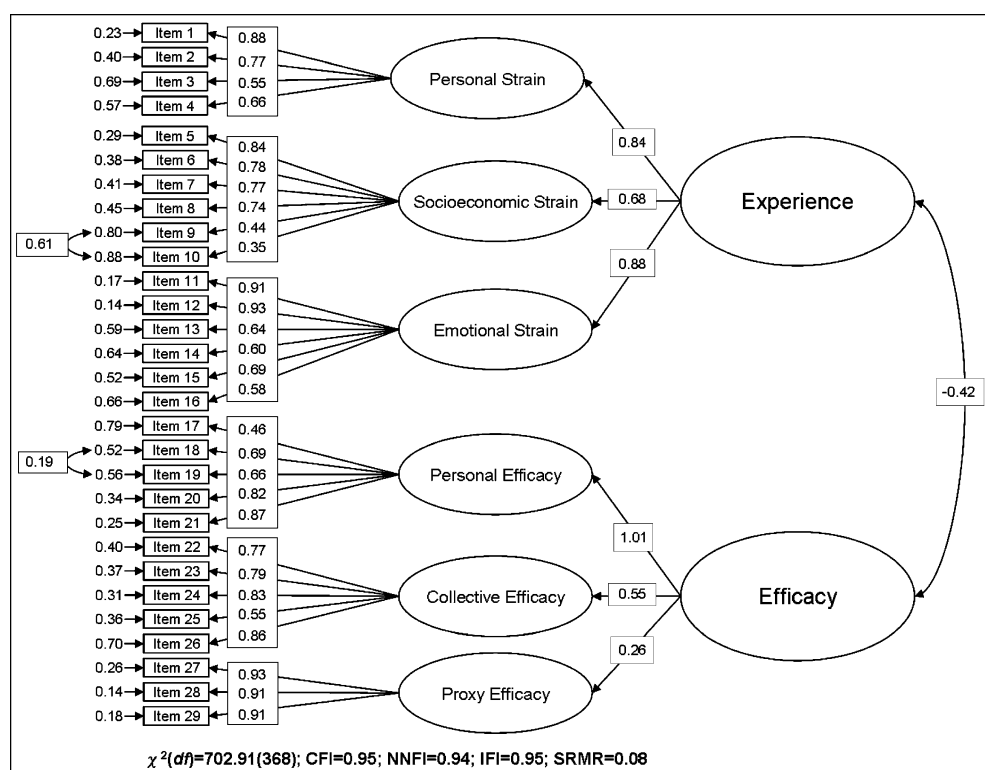 0.23 Item 1 0.88
0.40 Item 2 0.77
0.69 Item 3 0.55
0.57 Item 4 0.66
Personal Strain
0.29 Item 5 0.84
0.38 Item 6 0.78
0.41 Item 7 0.77
0.45 Item 8 0.74
0.80 Item 9 0.44
0.88 Item 10 0.35
0.61
Socioeconomic Strain
0.17 Item 11 0.91
0.14 Item 12 0.93
0.59 Item 13 0.64
0.64 Item 14 0.60
0.52 Item 15 0.69
0.66 Item 16 0.58
Emotional Strain
0.84
0.68
0.88
Experience
-0.42
0.79 Item 17 0.46
0.52 Item 18 0.69
0.56 Item 19 0.66
0.34 Item 20 0.82
0.25 Item 21 0.87
0.19
Personal Efficacy
0.40 Item 22 0.77
0.37 Item 23 0.79
0.31 Item 24 0.83
0.36 Item 25 0.55
0.70 Item 26 0.86
Collective Efficacy
0.26 Item 27 0.93
0.14 Item 28 0.91
0.18 Item 29 0.91
Proxy Efficacy
1.01
0.55
0.26
Efficacy
χ²(df)=702.91(368); CFI=0.95; NNFI=0.94; IFI=0.95; SRMR=0.08